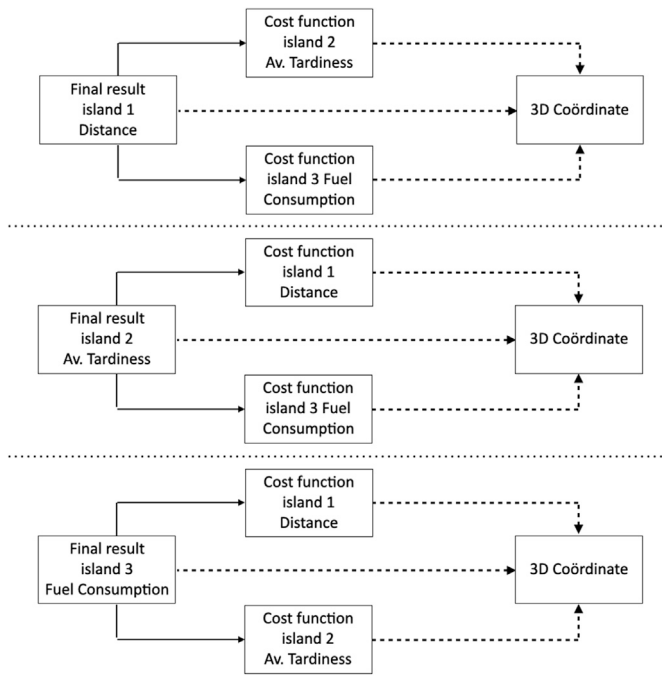 Cost function
island 2
Av. Tardiness
Final result
island 1
Distance
3D Coördinate
Cost function
island 3 Fuel
Consumption
Cost function
island 1
Distance
Final result
island 2
Av. Tardiness
3D Coördinate
Cost function
island 3 Fuel
Consumption
Cost function
island 1
Distance
Final result
island 3
Fuel Consumption
3D Coördinate
Cost function
island 2
Av. Tardiness